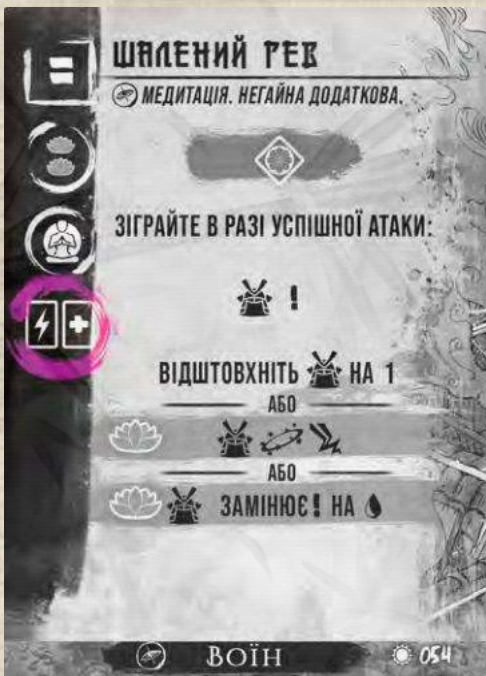 ШАЛЕНИЙ РЕВ
МЕДИТАЦІЯ. НЕГАЙНА ДОДАТКОВА.
ЗІГРАЙТЕ В РАЗІ УСПІШНОЇ АТАКИ:
!
ВІДШТОВХНІТЬ НА 1
АБО
АБО
ЗАМІНЮЄ ! НА
ВОЇН 054